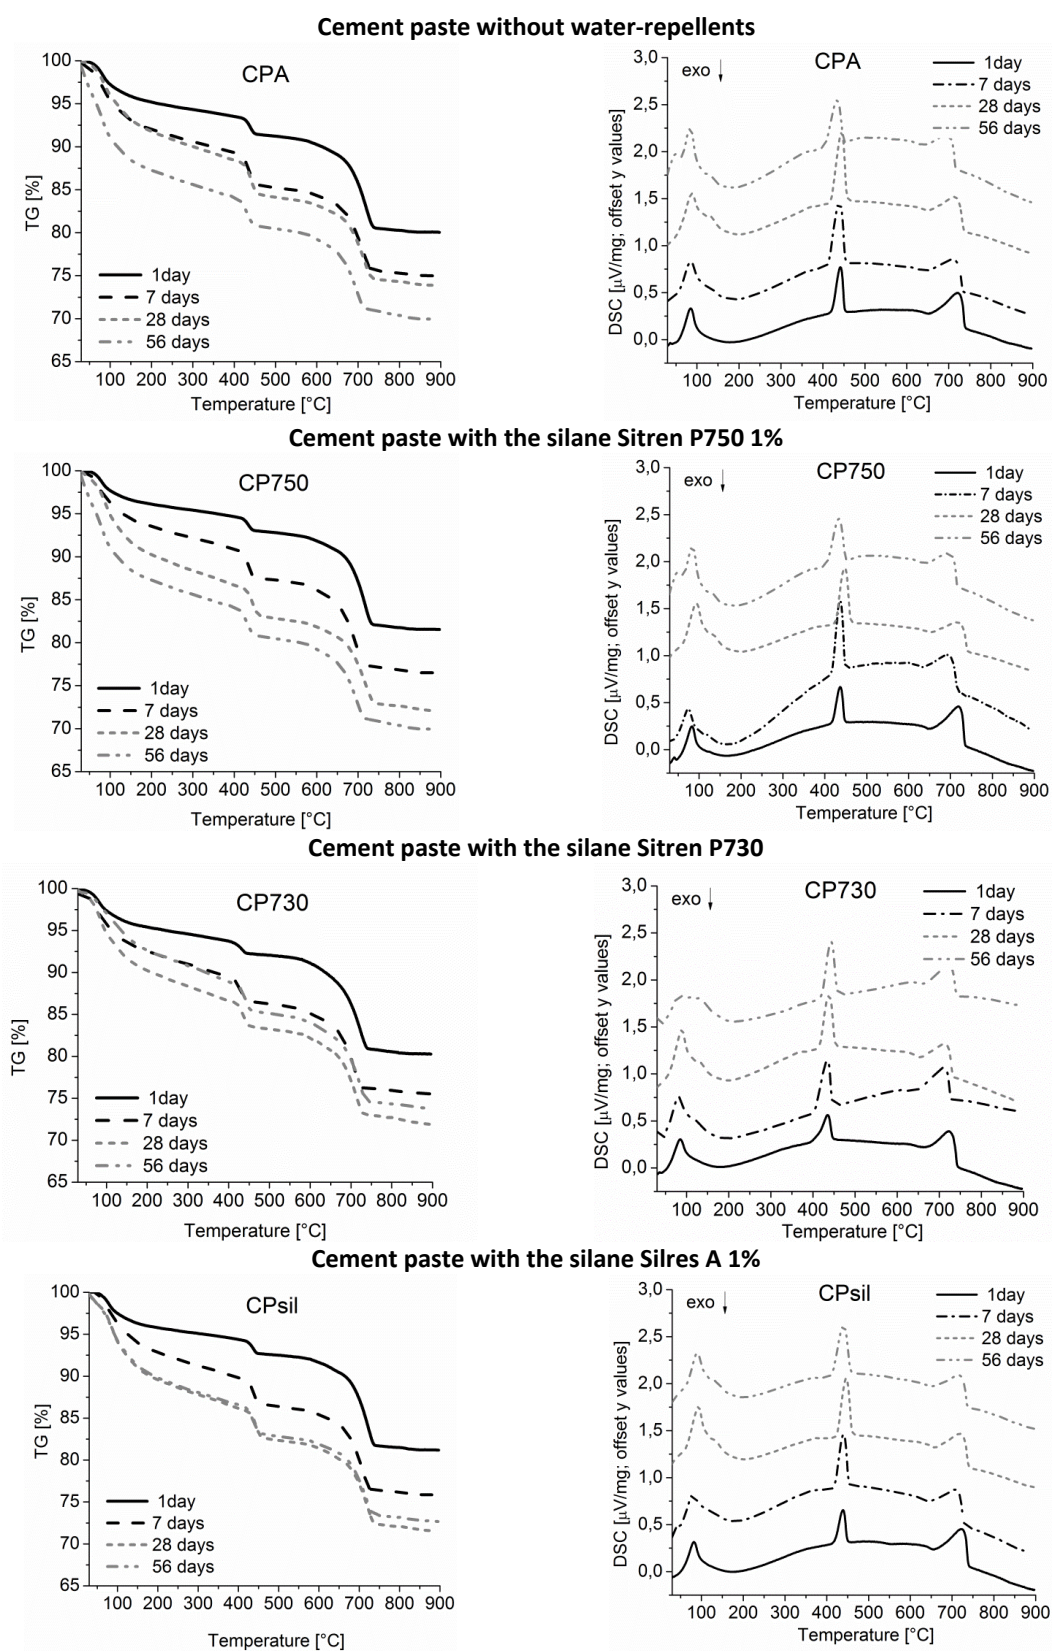 Cement paste without water-repellents
CPA
TG [%]
100
95
90
85
80
75
70
65
1day
7 days
28 days
56 days
100 200 300 400 500 600 700 800 900
Temperature [°C]
CPA
exo
DSC [µV/mg; offset y values]
3,0
2,5
2,0
1,5
1,0
0,5
0,0
1day
7 days
28 days
56 days
100 200 300 400 500 600 700 800 900
Temperature [°C]
Cement paste with the silane Sitren P750 1%
CP750
TG [%]
100
95
90
85
80
75
70
65
1day
7 days
28 days
56 days
100 200 300 400 500 600 700 800 900
Temperature [°C]
CP750
exo
DSC [µV/mg; offset y values]
3,0
2,5
2,0
1,5
1,0
0,5
0,0
1day
7 days
28 days
56 days
100 200 300 400 500 600 700 800 900
Temperature [°C]
Cement paste with the silane Sitren P730
CP730
TG [%]
100
95
90
85
80
75
70
65
1day
7 days
28 days
56 days
100 200 300 400 500 600 700 800 900
Temperature [°C]
CP730
exo
DSC [µV/mg; offset y values]
3,0
2,5
2,0
1,5
1,0
0,5
0,0
1day
7 days
28 days
56 days
100 200 300 400 500 600 700 800 900
Temperature [°C]
Cement paste with the silane Silres A 1%
CPsil
TG [%]
100
95
90
85
80
75
70
65
1day
7 days
28 days
56 days
100 200 300 400 500 600 700 800 900
Temperature [°C]
CPsil
exo
DSC [µV/mg; offset y values]
3,0
2,5
2,0
1,5
1,0
0,5
0,0
1day
7 days
28 days
56 days
100 200 300 400 500 600 700 800 900
Temperature [°C]